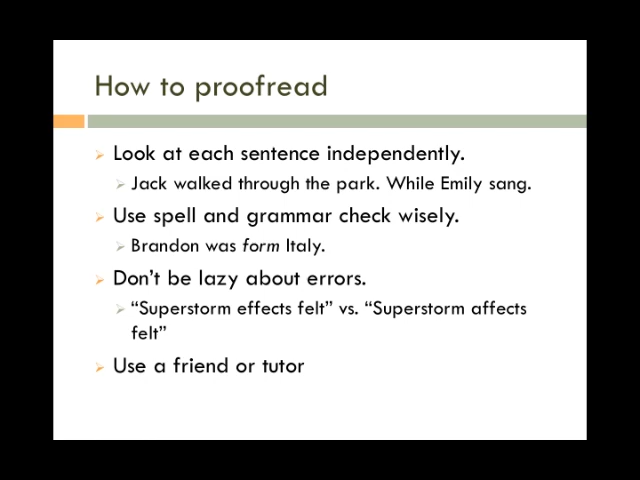 How to proofread
Look at each sentence independently.
Jack walked through the park. While Emily sang.
Use spell and grammar check wisely.
Brandon was form Italy.
Don't be lazy about errors.
“Superstorm effects felt” vs. “Superstorm affects
felt”
Use a friend or tutor